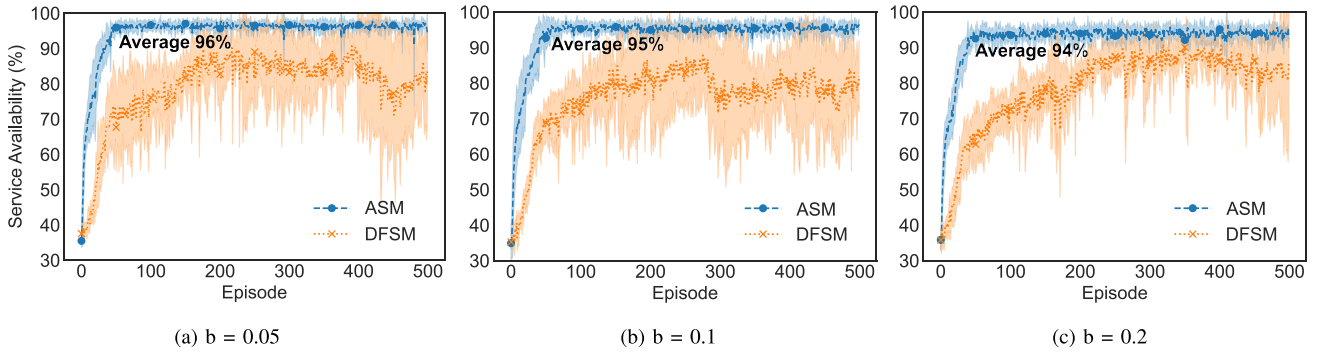 Service Availability (%)
100
90
80
70
60
50
40
30
Average 96%
ASM
DFSM
0 100 200 300 400 500
Episode
(a) b = 0.05
100
90
80
70
60
50
40
30
Average 95%
ASM
DFSM
0 100 200 300 400 500
Episode
(b) b = 0.1
100
90
80
70
60
50
40
30
Average 94%
ASM
DFSM
0 100 200 300 400 500
Episode
(c) b = 0.2